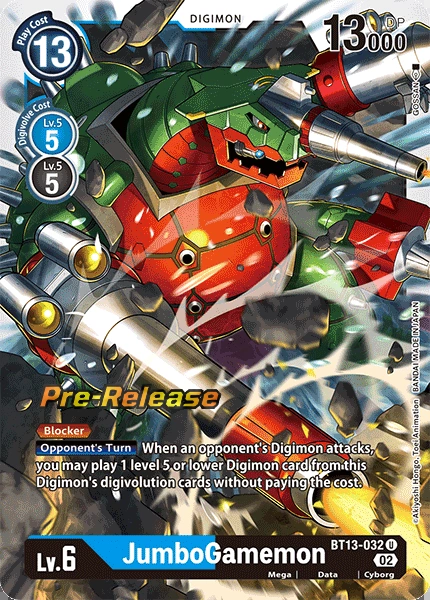 DIGIMON
Play Cost
13
13000
DP
Digivolve Cost
Lv.5
5
Lv.5
5
GOSSAN
©Akiyoshi Hongo, Toei Animation BANDAI MADE IN JAPAN
Pre-Release
Blocker
Opponent's Turn When an opponent's Digimon attacks,
you may play 1 level 5 or lower Digimon card from this
Digimon's digivolution cards without paying the cost.
Lv.6
JumboGamemon
BT13-032 U
02
Mega | Data | Cyborg